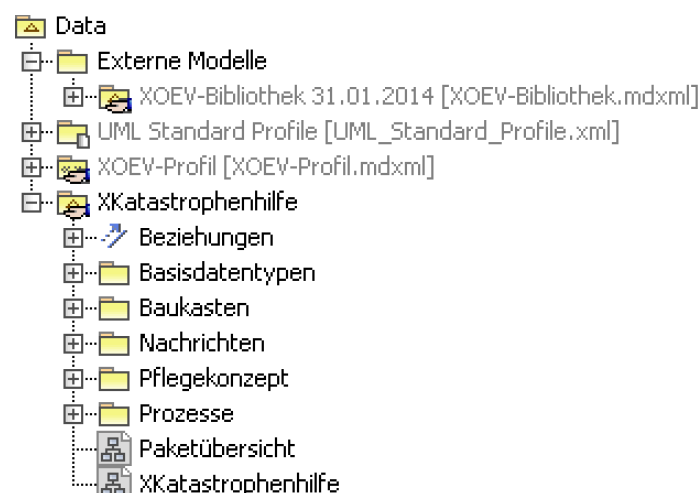 Data
Externe Modelle
XOEV-Bibliothek 31.01.2014 [XOEV-Bibliothek.mdxml]
UML Standard Profile [UML_Standard_Profile.xml]
XOEV-Profil [XOEV-Profil.mdxml]
XKatastrophenhilfe
Beziehungen
Basisdatentypen
Baukasten
Nachrichten
Pflegekonzept
Prozesse
Paketübersicht
XKatastrophenhilfe